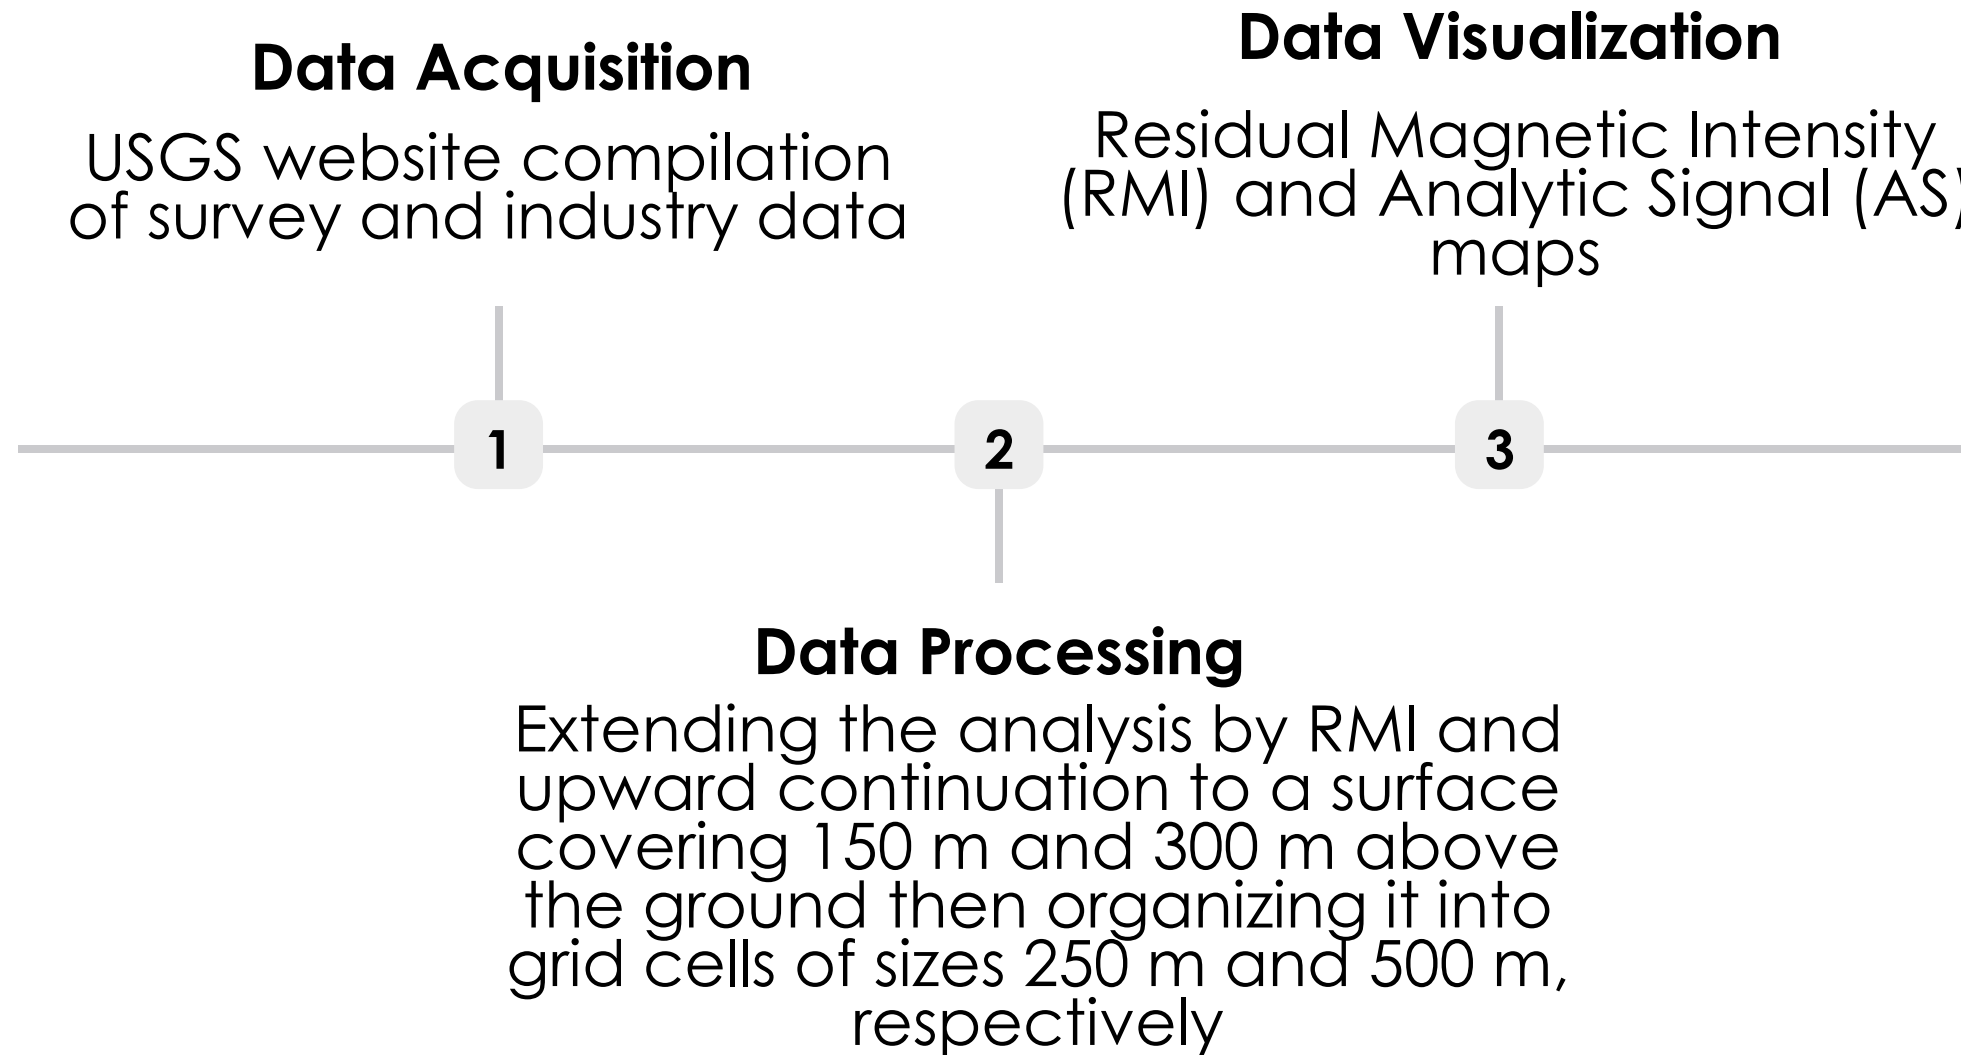 Data Acquisition
USGS website compilation
of survey and industry data
Data Visualization
Residual Magnetic Intensity
(RMI) and Analytic Signal (AS)
maps
1
2
3
Data Processing
Extending the analysis by RMI and
upward continuation to a surface
covering 150 m and 300 m above
the ground then organizing it into
grid cells of sizes 250 m and 500 m,
respectively